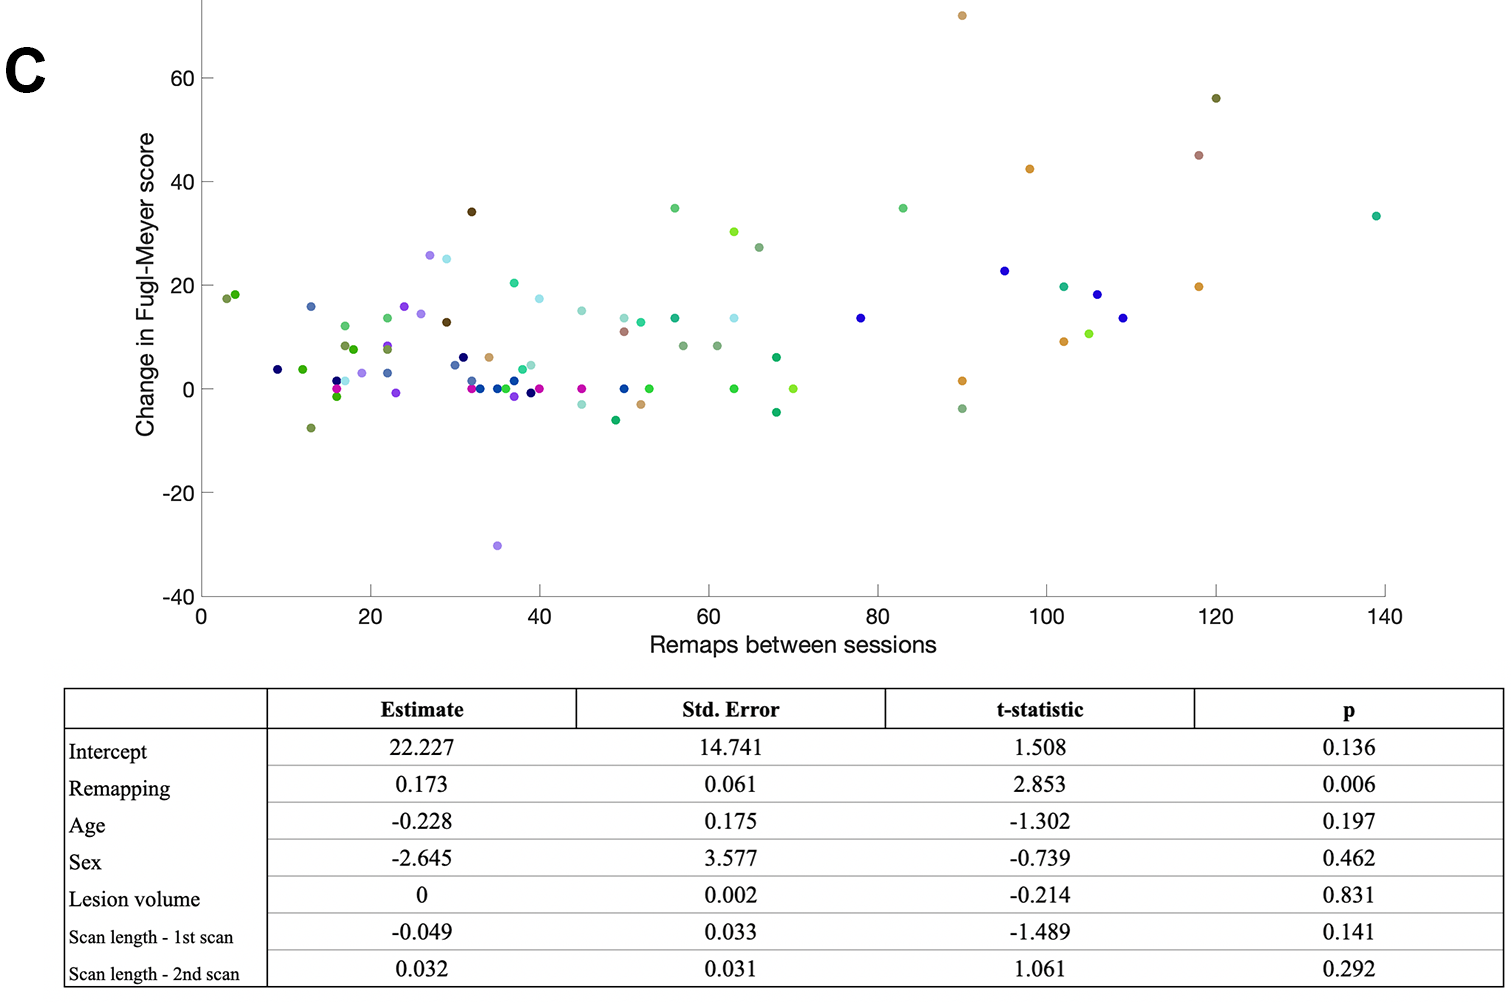 C
60
40
20
0
-20
-40
Change in Fugl-Meyer score
0 20 40 60 80 100 120 140
Remaps between sessions
Estimate Std. Error t-statistic p
Intercept 22.227 14.741 1.508 0.136
Remapping 0.173 0.061 2.853 0.006
Age -0.228 0.175 -1.302 0.197
Sex -2.645 3.577 -0.739 0.462
Lesion volume 0 0.002 -0.214 0.831
Scan length - 1st scan -0.049 0.033 -1.489 0.141
Scan length - 2nd scan 0.032 0.031 1.061 0.292